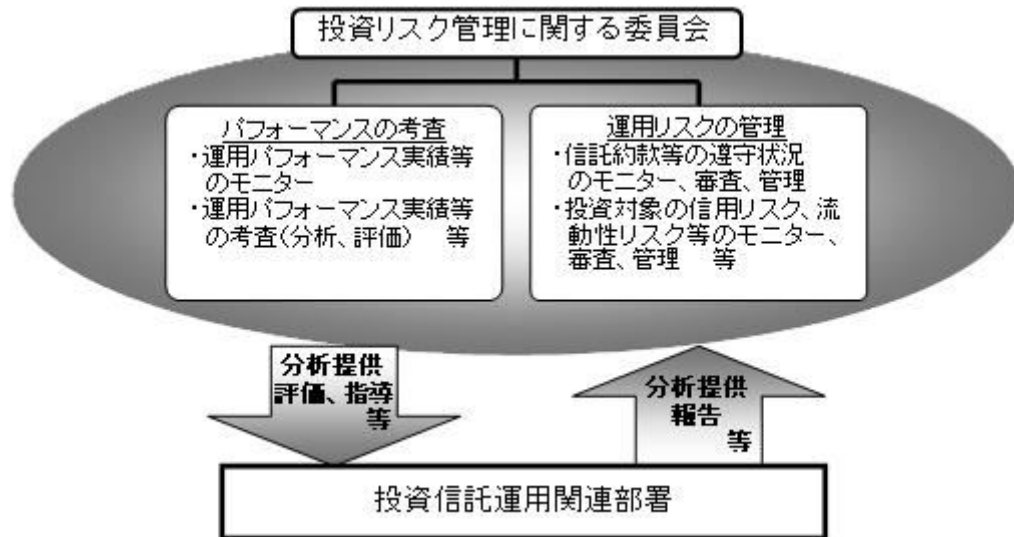 投資リスク管理に関する委員会
パフォーマンスの考査
・運用パフォーマンス実績等
のモニター
・運用パフォーマンス実績等
の考査(分析、評価) 等
運用リスクの管理
・信託約款等の遵守状況
のモニター、審査、管理
・投資対象の信用リスク、流
動性リスク等のモニター、
審査、管理 等
分析提供
評価、指導
等
分析提供
報告
等
投資信託運用関連部署